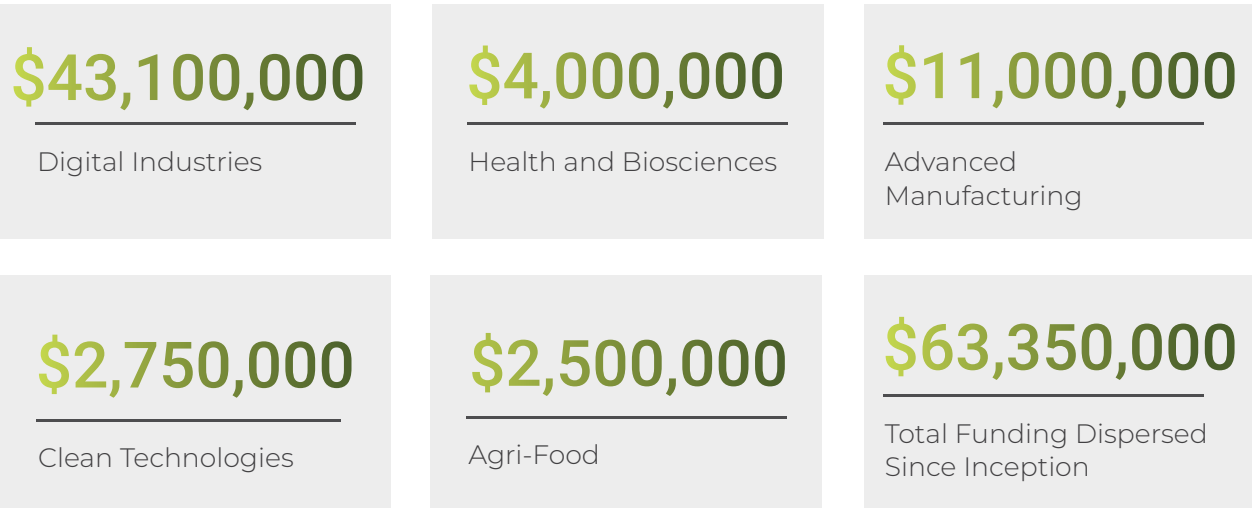 $43,100,000
Digital Industries
$4,000,000
Health and Biosciences
$11,000,000
Advanced
Manufacturing
$2,750,000
Clean Technologies
$2,500,000
Agri-Food
$63,350,000
Total Funding Dispersed
Since Inception